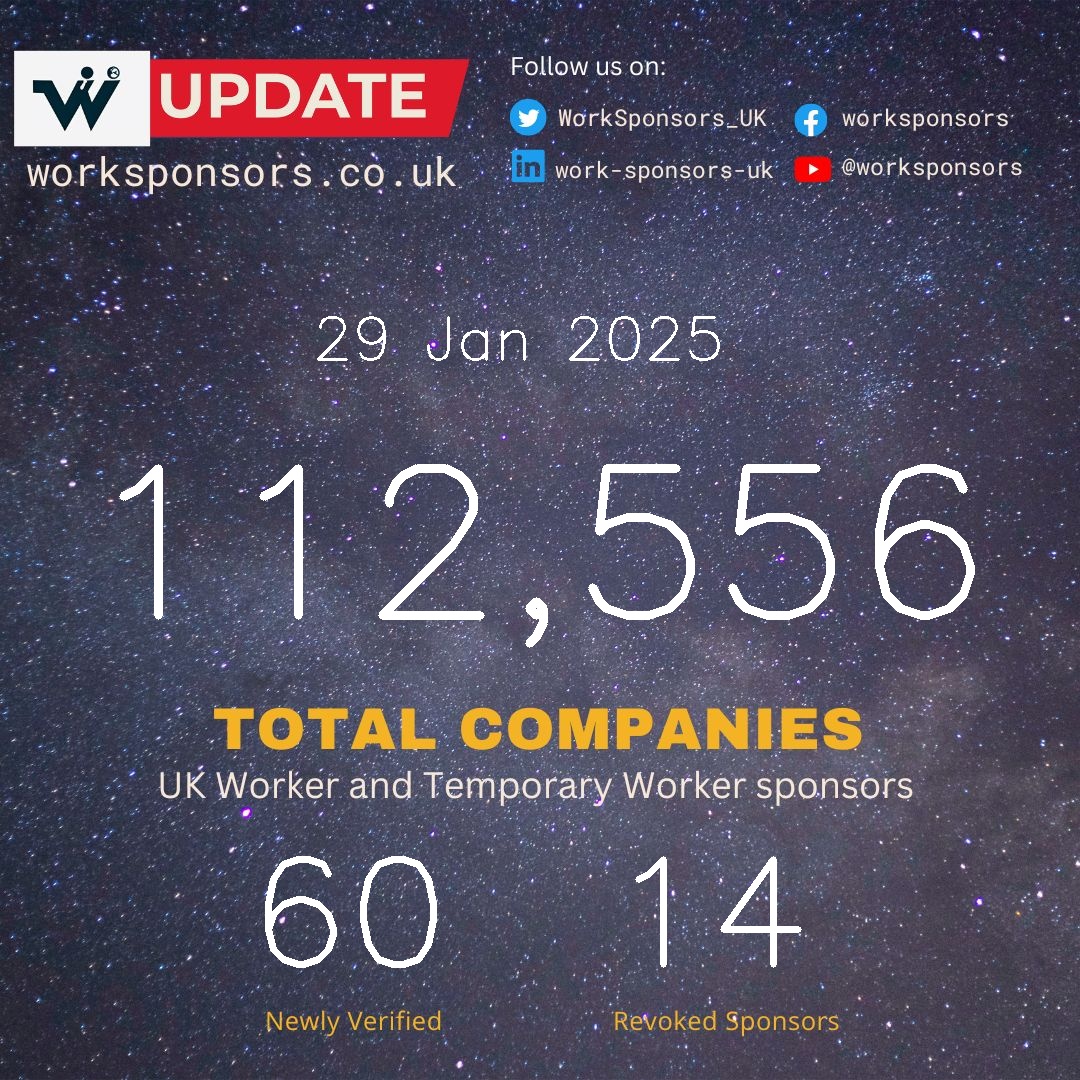 UPDATE
worksponsors.co.uk
Follow us on:
WorkSponsors_UK
worksponsors
work-sponsors-uk
@worksponsors
29 Jan 2025
112,556
TOTAL COMPANIES
UK Worker and Temporary Worker sponsors
60 14
Newly Verified Revoked Sponsors